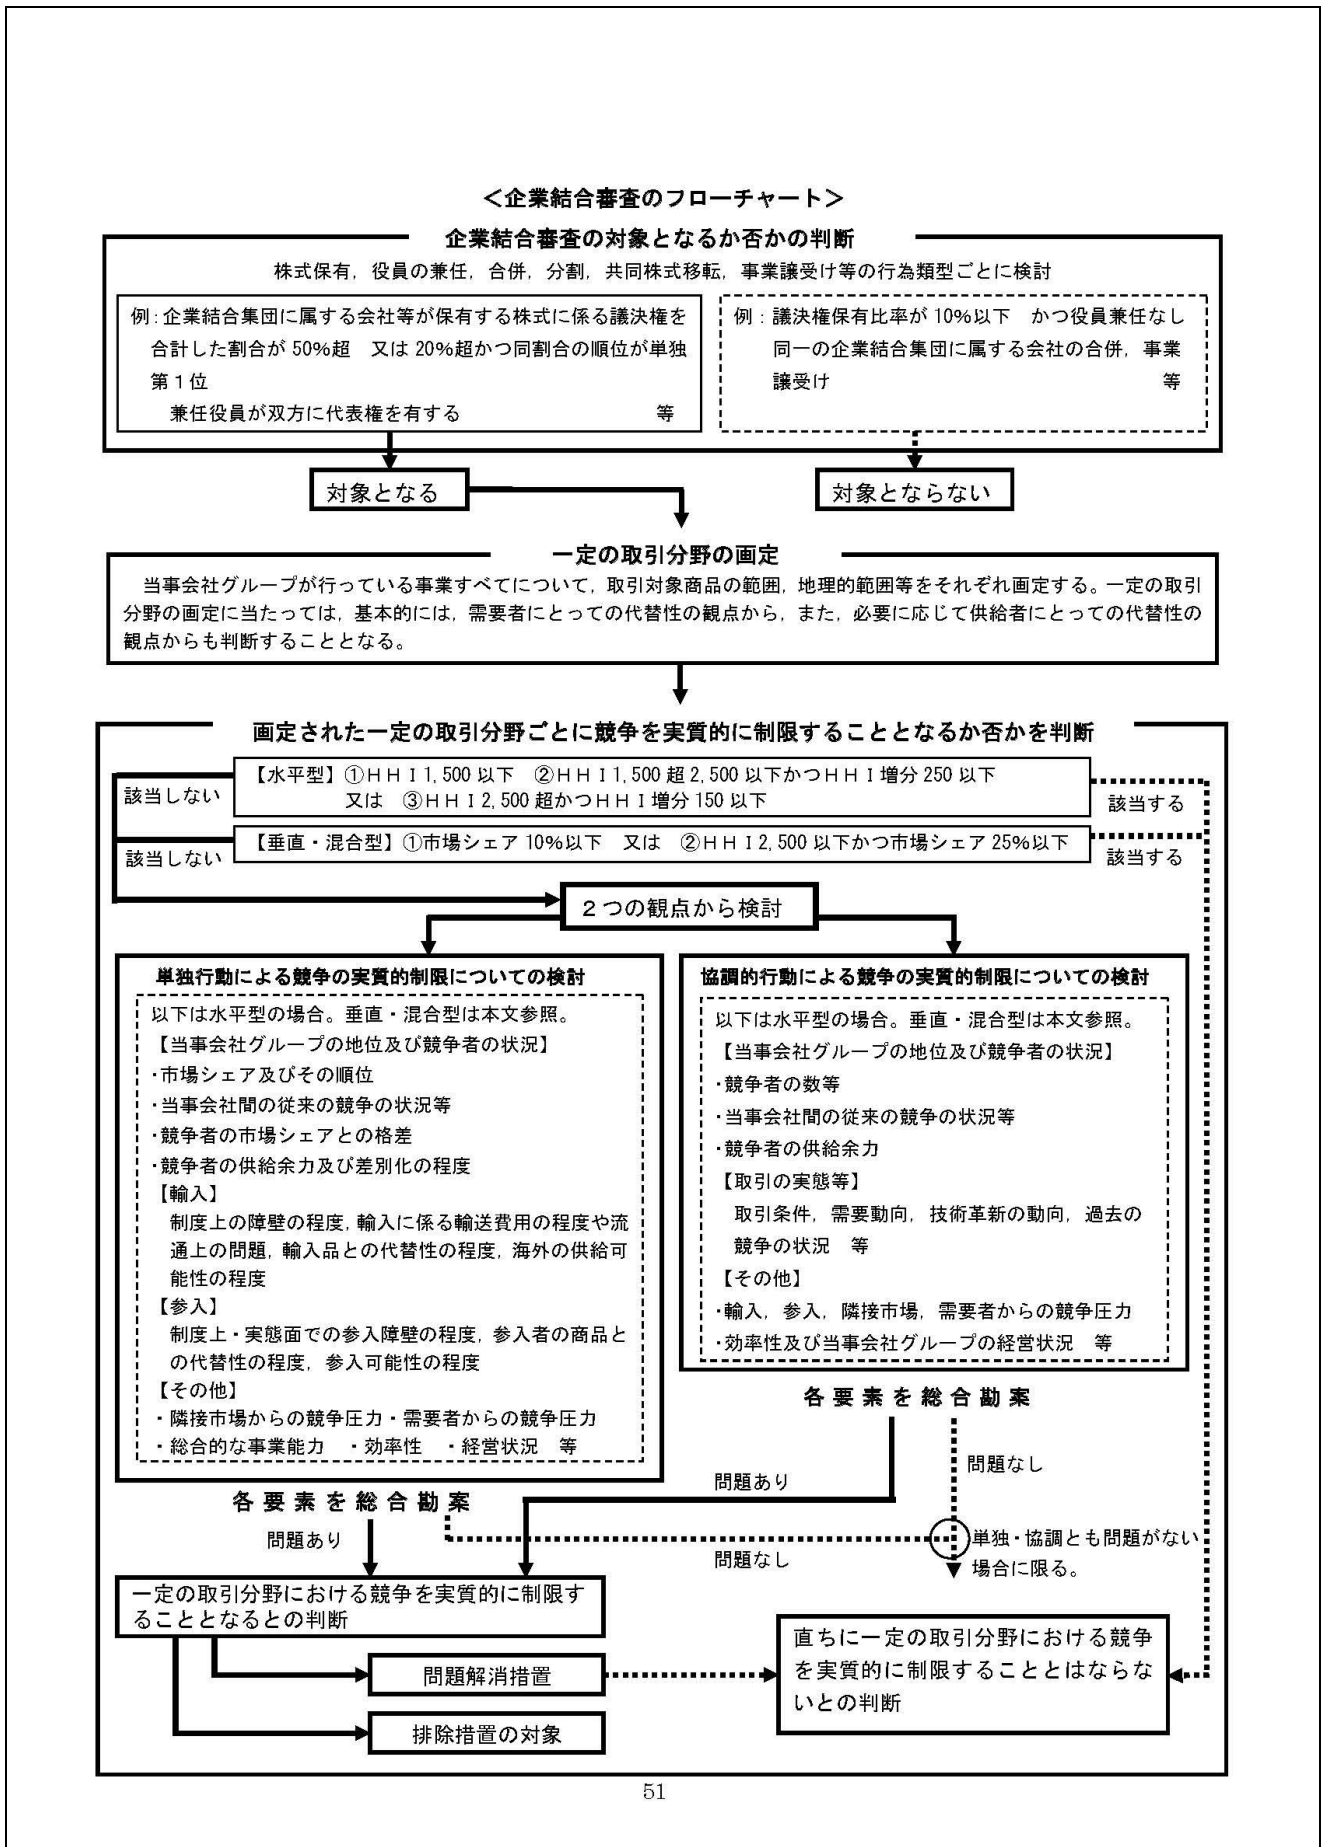 ＜企業結合審査のフローチャート＞
企業結合審査の対象となるか否かの判断
株式保有，役員の兼任，合併，分割，共同株式移転，事業譲受け等の行為類型ごとに検討
例：企業結合集団に属する会社等が保有する株式に係る議決権を
合計した割合が 50%超　又は 20%超かつ同割合の順位が単独
第１位
兼任役員が双方に代表権を有する　等
例：議決権保有比率が 10%以下　かつ役員兼任なし
同一の企業結合集団に属する会社の合併，事業
譲受け　等
対象となる
対象とならない
一定の取引分野の画定
当事会社グループが行っている事業すべてについて，取引対象商品の範囲，地理的範囲等をそれぞれ画定する。一定の取引
分野の画定に当たっては，基本的には，需要者にとっての代替性の観点から，また，必要に応じて供給者にとっての代替性の
観点からも判断することとなる。
画定された一定の取引分野ごとに競争を実質的に制限することとなるか否かを判断
【水平型】①ＨＨＩ1,500 以下　②ＨＨＩ1,500 超 2,500 以下かつＨＨＩ増分 250 以下
又は　③ＨＨＩ2,500 超かつＨＨＩ増分 150 以下
該当しない
該当する
【垂直・混合型】①市場シェア 10%以下　又は　②ＨＨＩ2,500 以下かつ市場シェア 25%以下
該当しない
該当する
２つの観点から検討
単独行動による競争の実質的制限についての検討
以下は水平型の場合。垂直・混合型は本文参照。
【当事会社グループの地位及び競争者の状況】
・市場シェア及びその順位
・当事会社間の従来の競争の状況等
・競争者の市場シェアとの格差
・競争者の供給余力及び差別化の程度
【輸入】
制度上の障壁の程度，輸入に係る輸送費用の程度や流
通上の問題，輸入品との代替性の程度，海外の供給可
能性の程度
【参入】
制度上・実態面での参入障壁の程度，参入者の商品と
の代替性の程度，参入可能性の程度
【その他】
・隣接市場からの競争圧力・需要者からの競争圧力
・総合的な事業能力　・効率性　・経営状況　等
協調的行動による競争の実質的制限についての検討
以下は水平型の場合。垂直・混合型は本文参照。
【当事会社グループの地位及び競争者の状況】
・競争者の数等
・当事会社間の従来の競争の状況等
・競争者の供給余力
【取引の実態等】
取引条件，需要動向，技術革新の動向，過去の
競争の状況　等
【その他】
・輸入，参入，隣接市場，需要者からの競争圧力
・効率性及び当事会社グループの経営状況　等
各要素を総合勘案
問題なし
問題あり
各要素を総合勘案
問題あり
問題なし
単独・協調とも問題がない
場合に限る。
一定の取引分野における競争を実質的に制限す
ることとなるとの判断
問題解消措置
排除措置の対象
直ちに一定の取引分野における競争
を実質的に制限することとはならな
いとの判断
51